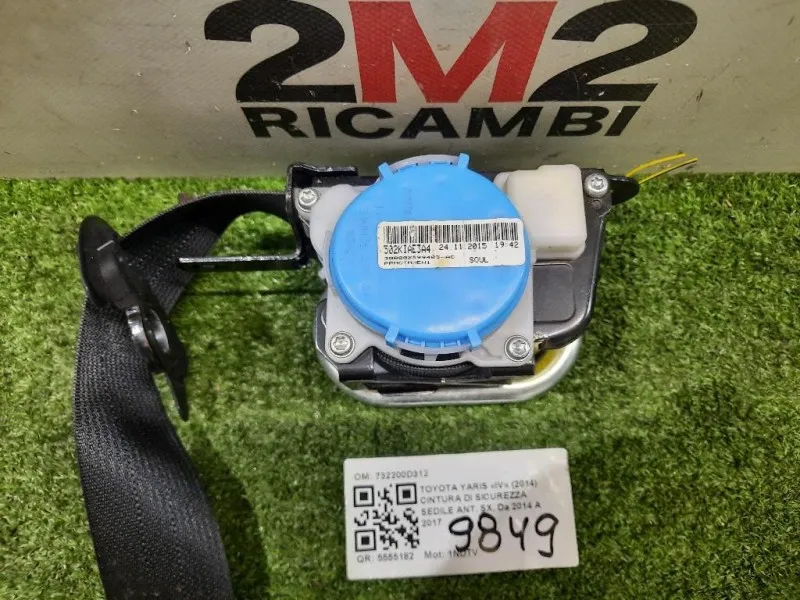 2M2
RICAMBI
302KIAE3A4 24.11.2015 19:42
SOUL
OM: 732200D312
TOYOTA YARIS «IV» (2014)
CINTURA DI SICUREZZA
SEDILE ANT. SX. Da 2014 A
2017
9849
QR: 5555182 Mot: 1NDTV